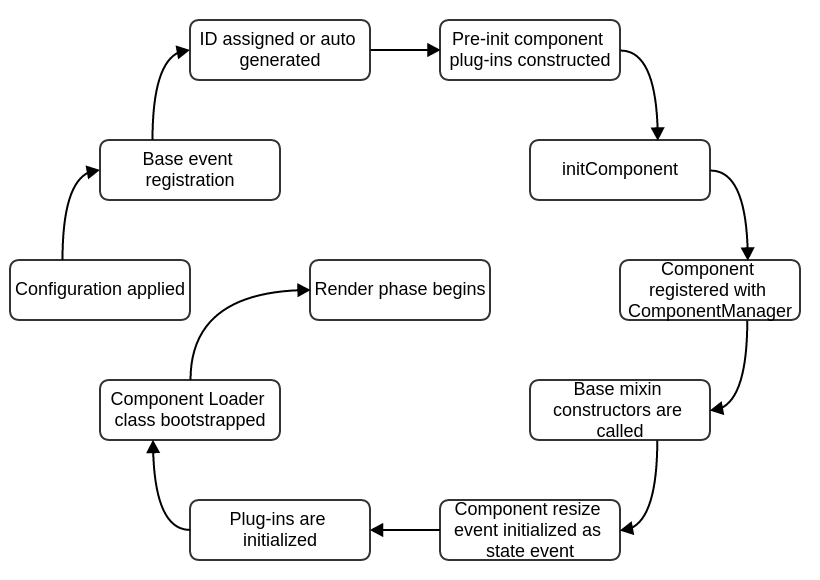 ID assigned or auto
generated
Pre-init component
plug-ins constructed
Base event
registration
initComponent
Configuration applied
Render phase begins
Component
registered with
ComponentManager
Component Loader
class bootstrapped
Base mixin
constructors are
called
Plug-ins are
initialized
Component resize
event initialized as
state event